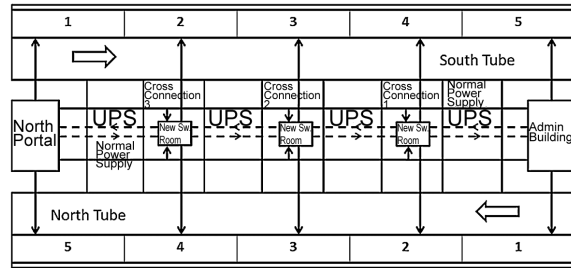 1 2 3 4 5
South Tube
Cross
Connection
3
Cross
Connection
2
Cross
Connection
1
Normal
Power
Supply
North
Portal
UPS
New Sw.
Room
UPS
New Sw.
Room
UPS
New Sw.
Room
UPS
Admin
Building
Normal
Power
Supply
North Tube
5 4 3 2 1